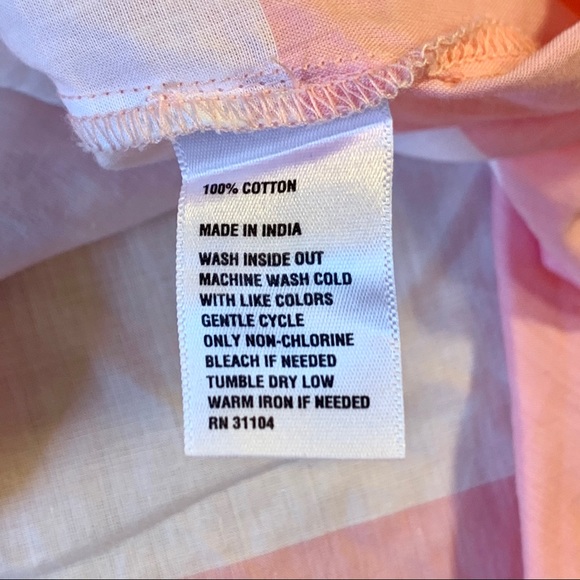 100% COTTON
MADE IN INDIA
WASH INSIDE OUT
MACHINE WASH COLD
WITH LIKE COLORS
GENTLE CYCLE
ONLY NON-CHLORINE
BLEACH IF NEEDED
TUMBLE DRY LOW
WARM IRON IF NEEDED
RN 31104